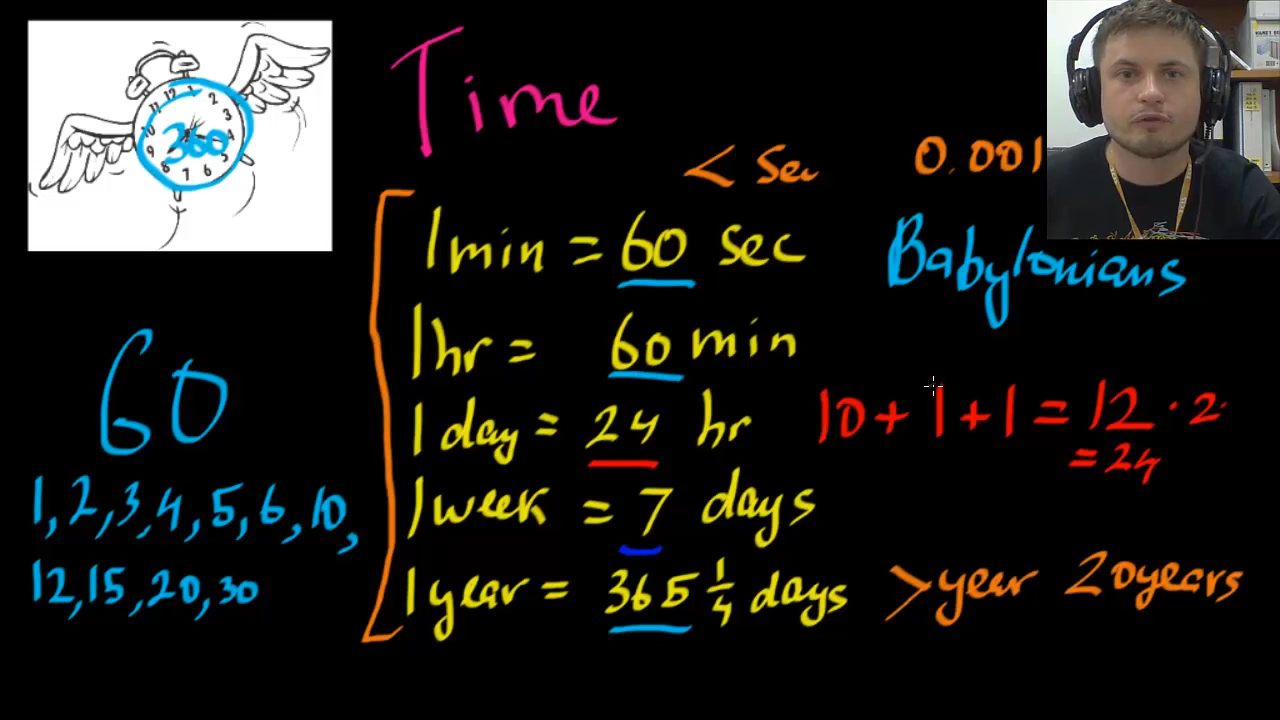 Time
360
< Sec 0.001
1 min = 60 sec
Babylonians
1 hr = 60 min
60
1 day = 24 hr
10 + 1 + 1 = 12 · 2
= 24
1 week = 7 days
1, 2, 3, 4, 5, 6, 10,
12, 15, 20, 30
1 year = 365 1/4 days
> year 20 years